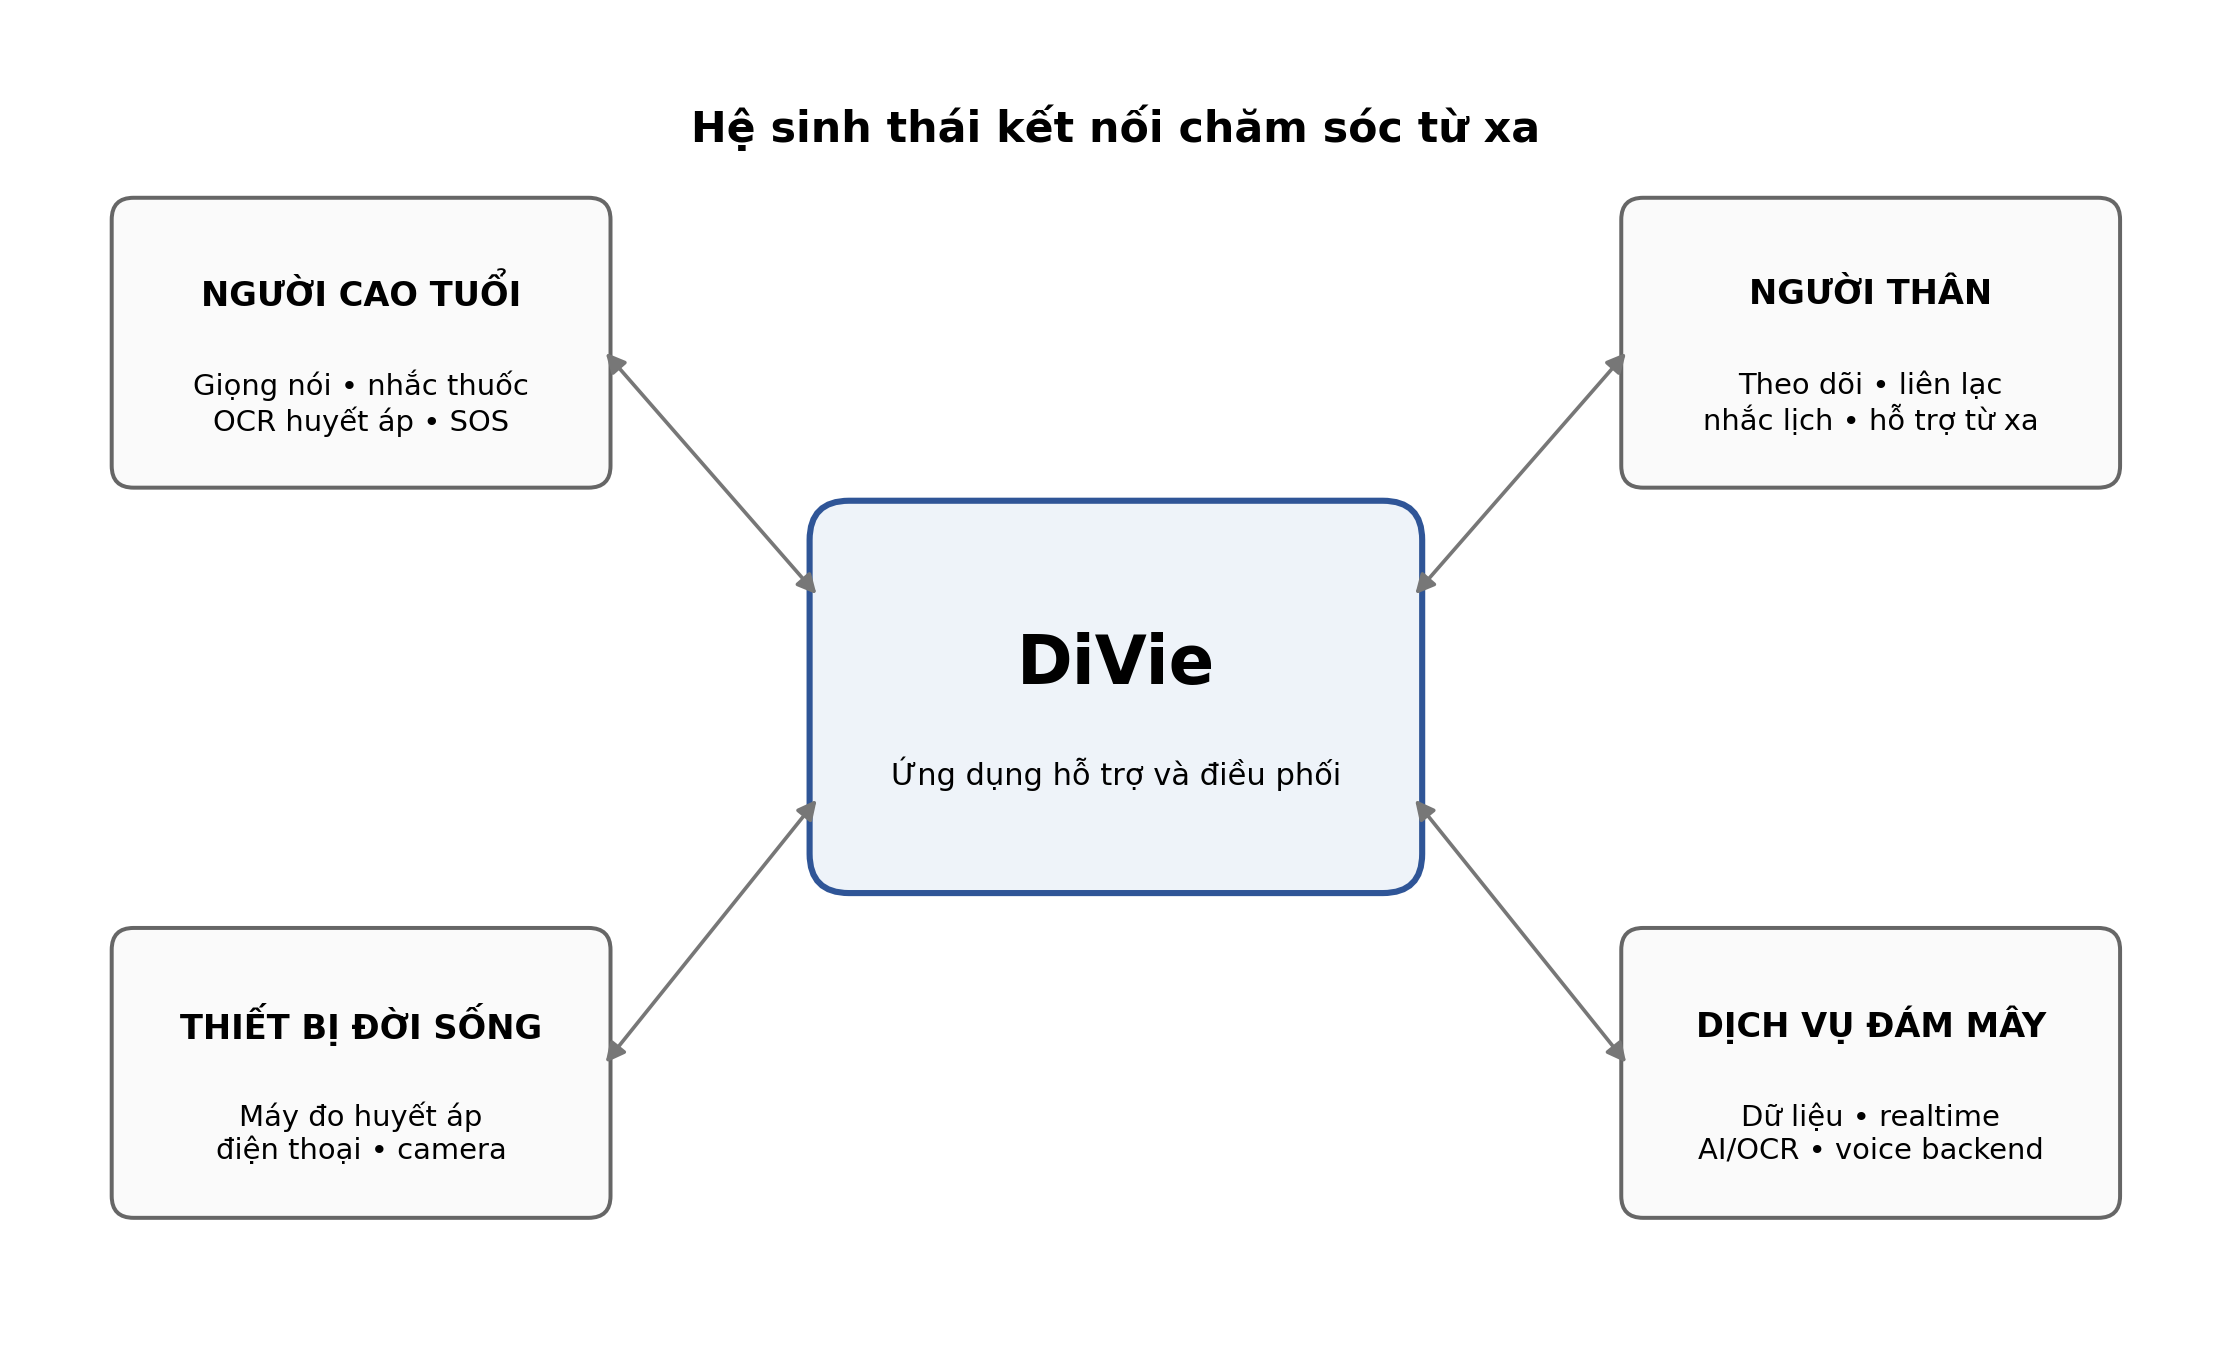 Hệ sinh thái kết nối chăm sóc từ xa
NGƯỜI CAO TUỔI
Giọng nói • nhắc thuốc
OCR huyết áp • SOS
NGƯỜI THÂN
Theo dõi • liên lạc
nhắc lịch • hỗ trợ từ xa
DiVie
Ứng dụng hỗ trợ và điều phối
THIẾT BỊ ĐỜI SỐNG
Máy đo huyết áp
điện thoại • camera
DỊCH VỤ ĐÁM MÂY
Dữ liệu • realtime
AI/OCR • voice backend